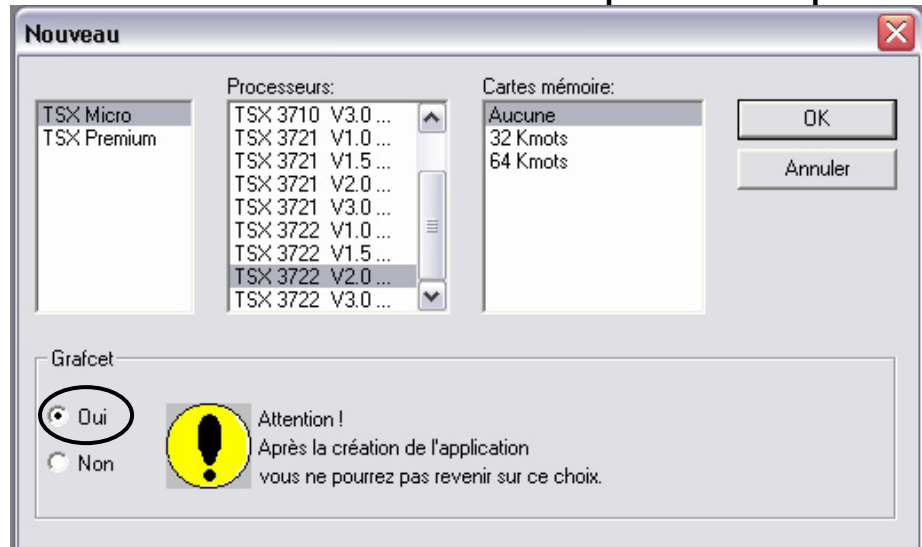 Nouveau
Processeurs:
Cartes mémoire:
TSX Micro
TSX Premium
TSX 3710 V3.0 ...
TSX 3721 V1.0 ...
TSX 3721 V1.5 ...
TSX 3721 V2.0 ...
TSX 3721 V3.0 ...
TSX 3722 V1.0 ...
TSX 3722 V1.5 ...
TSX 3722 V2.0 ...
TSX 3722 V3.0 ...
Aucune
32 Kmots
64 Kmots
OK
Annuler
Grafcet
Oui
Non
Attention !
Après la création de l'application
vous ne pourrez pas revenir sur ce choix.